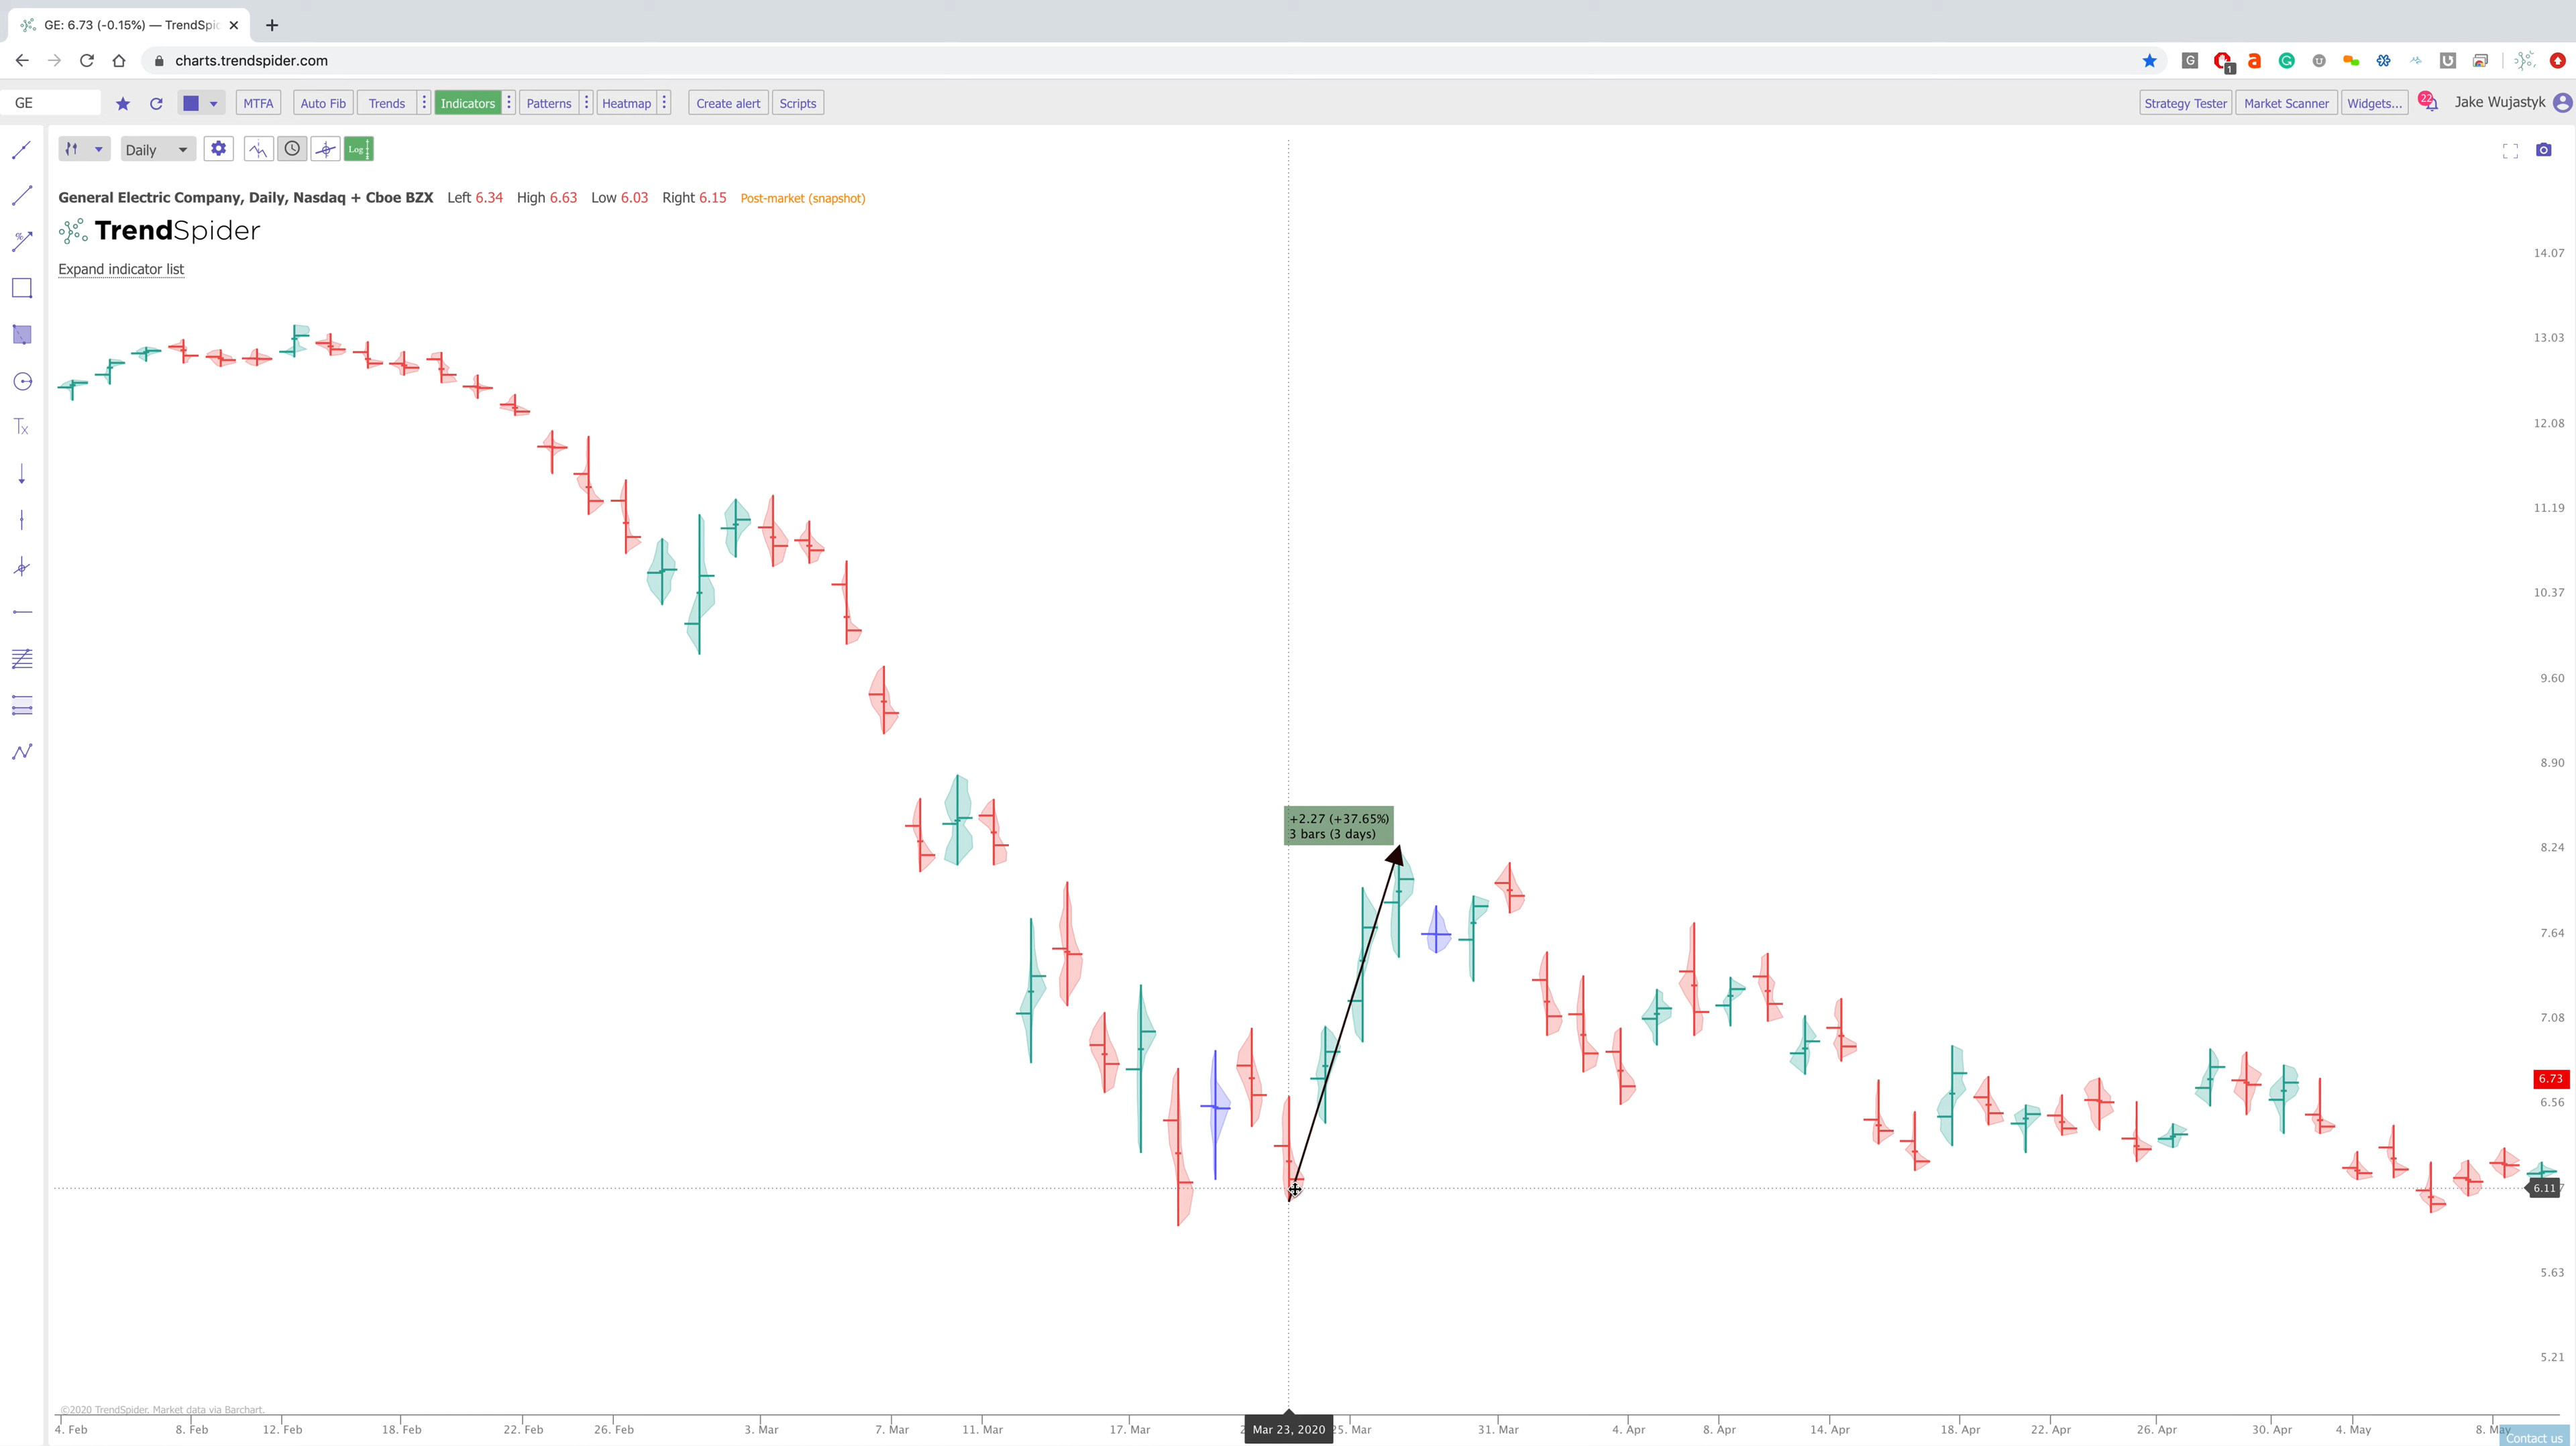 GE: 6.73 (-0.15%) — TrendSpi
charts.trendspider.com
GE MTFA Auto Fib Trends Indicators Patterns Heatmap Create alert Scripts Strategy Tester Market Scanner Widgets... 22 Jake Wujastyk
Daily Log
General Electric Company, Daily, Nasdaq + Cboe BZX Left 6.34 High 6.63 Low 6.03 Right 6.15 Post-market (snapshot)
TrendSpider
Expand indicator list
14.07
13.03
12.08
11.19
10.37
9.60
8.90
+2.27 (+37.65%)
3 bars (3 days)
8.24
7.64
7.08
6.73
6.56
6.11
5.63
5.21
©2020 TrendSpider. Market data via Barchart.
4. Feb 8. Feb 12. Feb 18. Feb 22. Feb 26. Feb 3. Mar 7. Mar 11. Mar 17. Mar Mar 23, 2020 25. Mar 31. Mar 4. Apr 8. Apr 14. Apr 18. Apr 22. Apr 26. Apr 30. Apr 4. May 8. May
Contact us